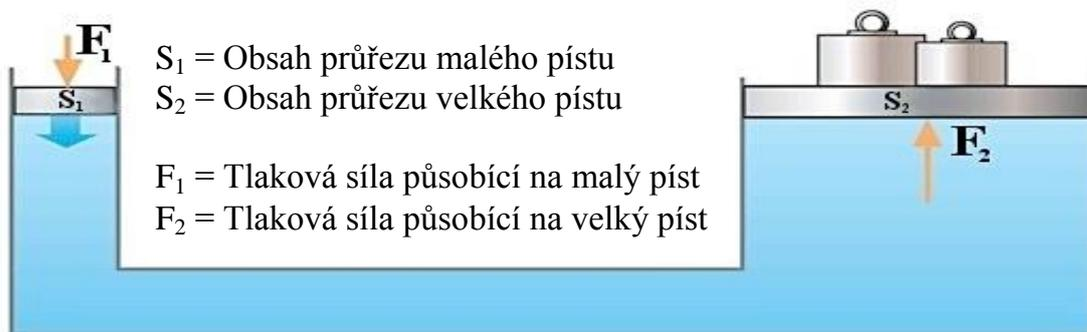 F₁
S₁ = Obsah průřezu malého pístu
S₂ = Obsah průřezu velkého pístu
S₁
S₂
F₂
F₁ = Tlaková síla působící na malý píst
F₂ = Tlaková síla působící na velký píst